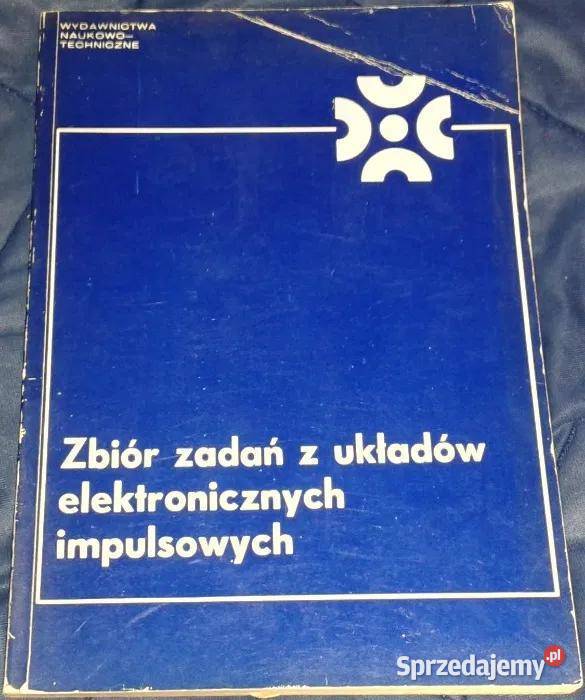 WYDAWNICTWA
NAUKOWO-
TECHNICZNE
Zbiór zadań z układów
elektronicznych
impulsowych
Sprzedajemy.pl